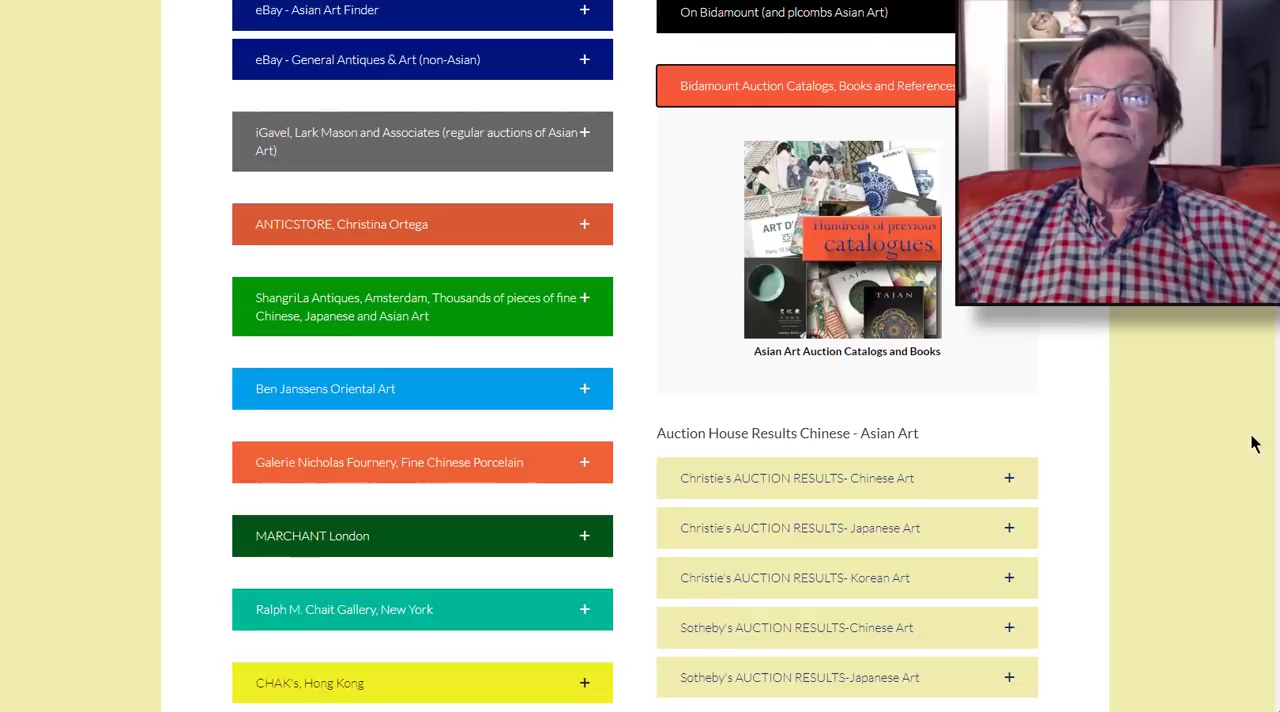 eBay - Asian Art Finder
eBay - General Antiques & Art (non-Asian)
iGavel, Lark Mason and Associates (regular auctions of Asian
Art)
ANTICSTORE, Christina Ortega
ShangriLa Antiques, Amsterdam, Thousands of pieces of fine
Chinese, Japanese and Asian Art
Ben Janssens Oriental Art
Galerie Nicholas Fournery, Fine Chinese Porcelain
MARCHANT London
Ralph M. Chait Gallery, New York
CHAK's, Hong Kong
On Bidamount (and plcombs Asian Art)
Bidamount Auction Catalogs, Books and References
Sotheby's
ART D'
Hundreds of previous
catalogues
TAJAN
TAJAN
Asian Art Auction Catalogs and Books
Auction House Results Chinese - Asian Art
Christie's AUCTION RESULTS- Chinese Art
Christie's AUCTION RESULTS- Japanese Art
Christie's AUCTION RESULTS- Korean Art
Sotheby's AUCTION RESULTS-Chinese Art
Sotheby's AUCTION RESULTS-Japanese Art